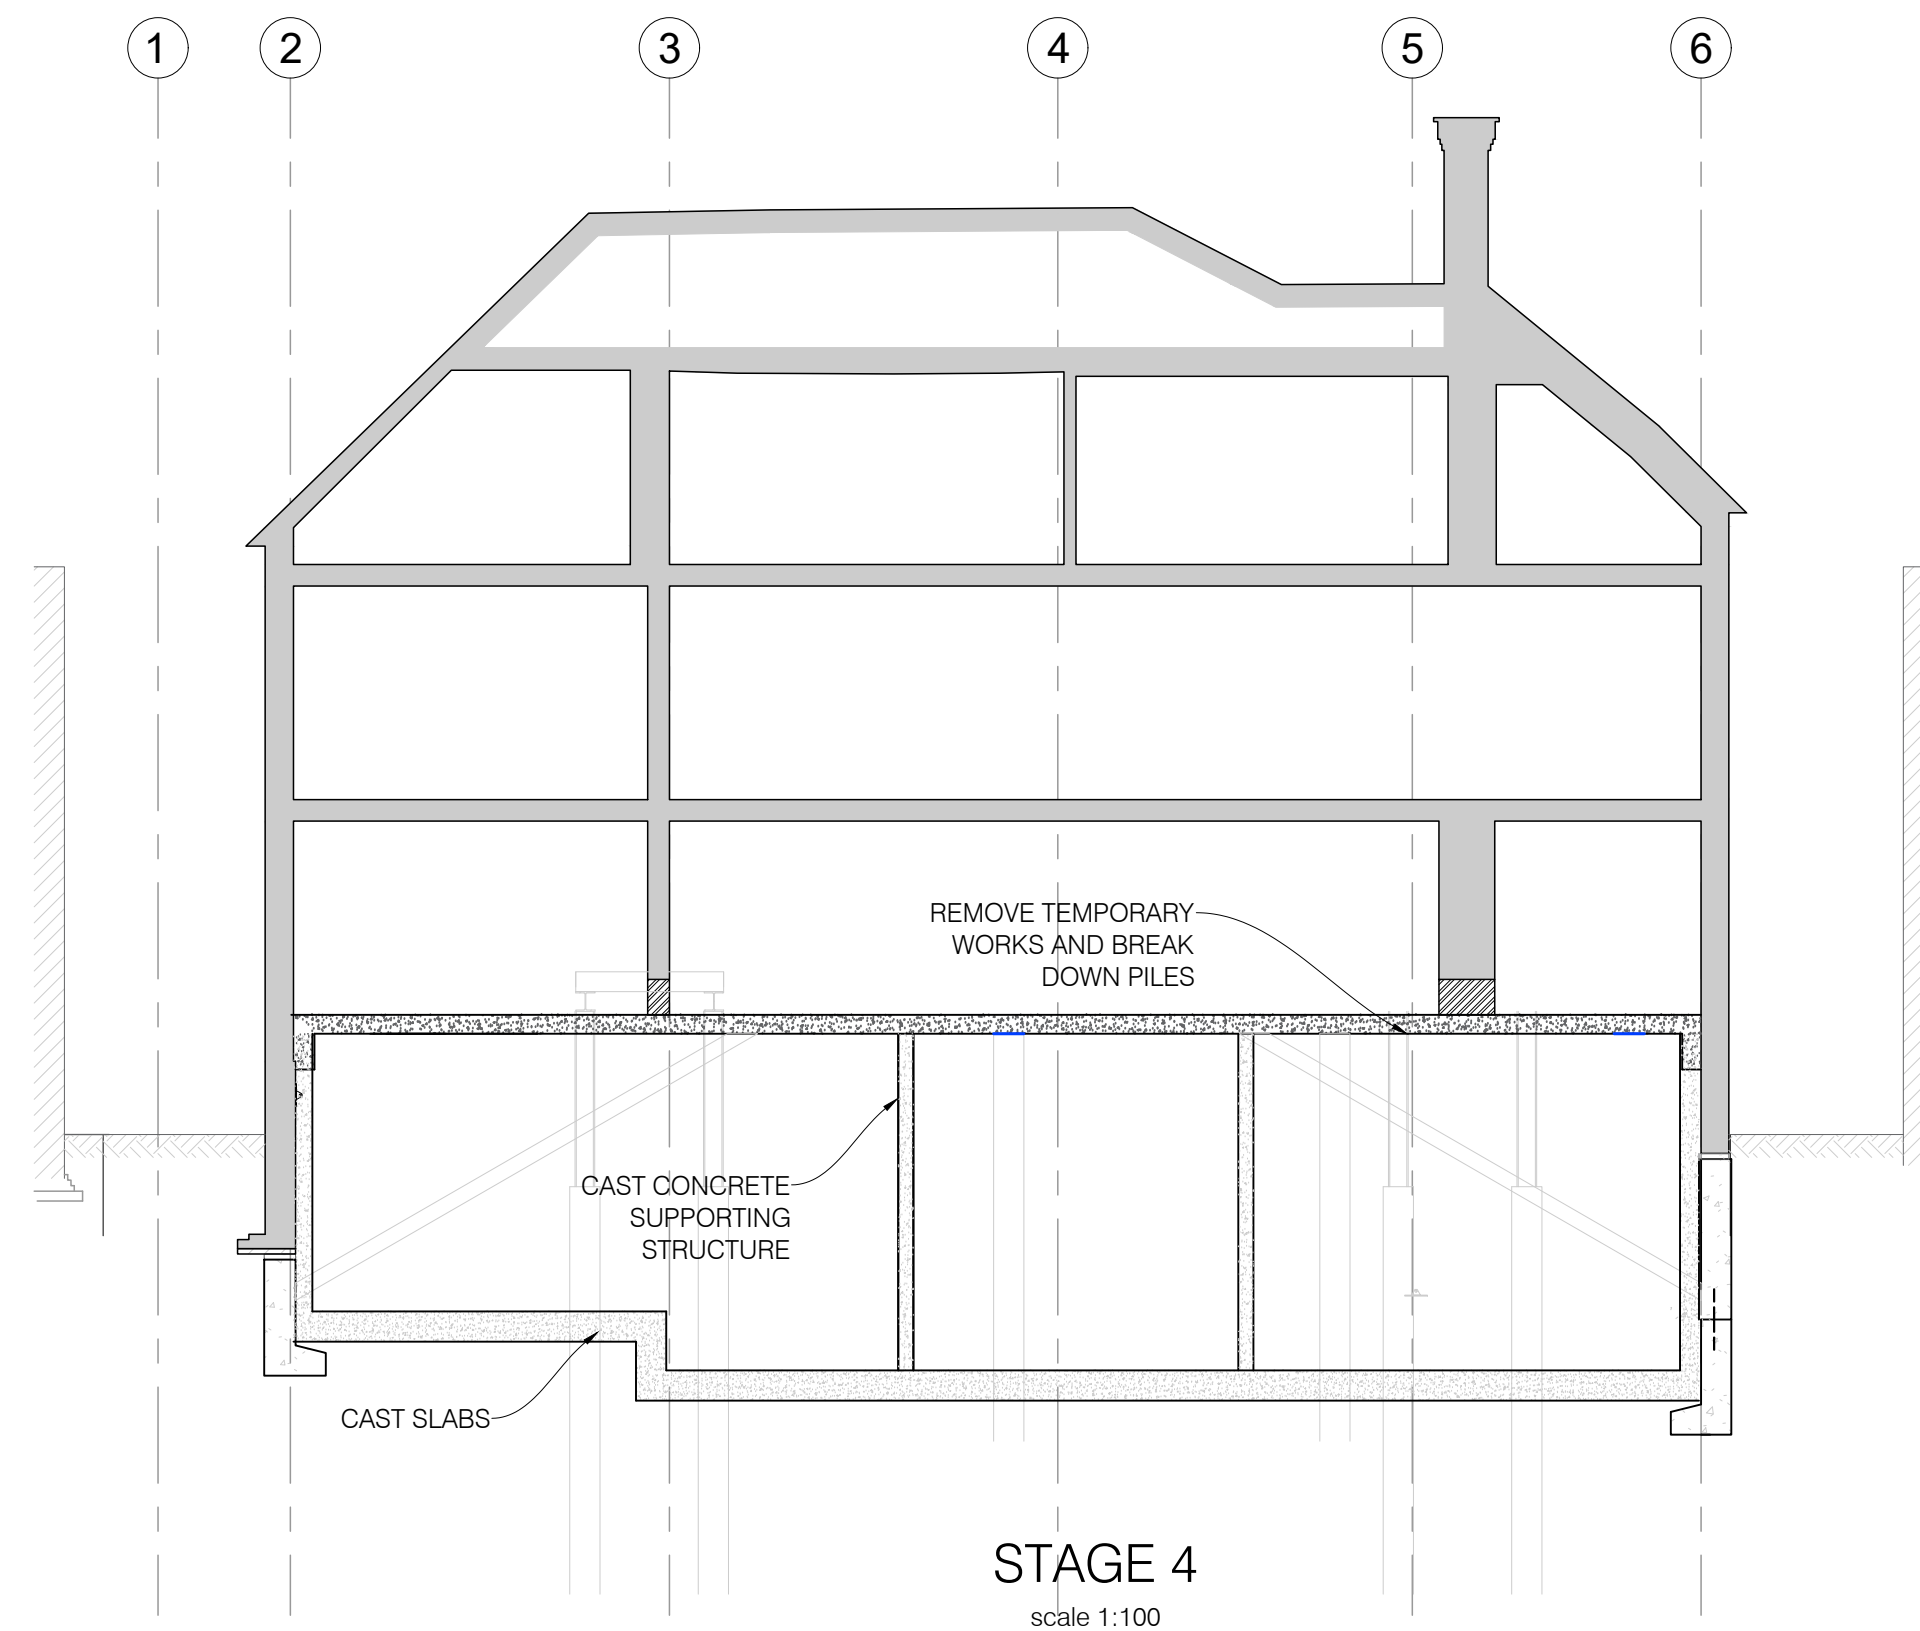 1 2 3 4 5 6
REMOVE TEMPORARY
WORKS AND BREAK
DOWN PILES
CAST CONCRETE
SUPPORTING
STRUCTURE
CAST SLABS
STAGE 4
scale 1:100